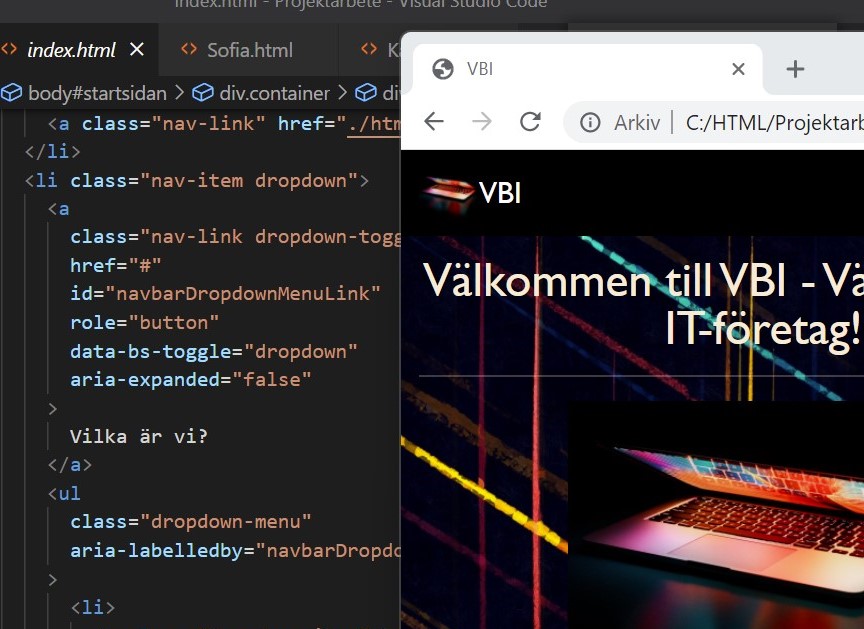 index.html - Projektarbete - Visual Studio Code
index.html
Sofia.html
body#startsidan > div.container >
<a class="nav-link" href="./htm
</li>
<li class="nav-item dropdown">
<a
class="nav-link dropdown-togg
href="#"
id="navbarDropdownMenuLink"
role="button"
data-bs-toggle="dropdown"
aria-expanded="false"
>
Vilka är vi?
</a>
<ul
class="dropdown-menu"
aria-labelledby="navbarDropdo
>
<li>
VBI
Arkiv | C:/HTML/Projektarb
VBI
Välkommen till VBI - Vä
IT-företag!